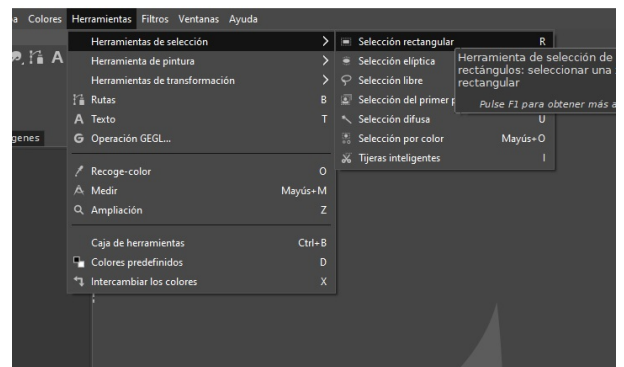 Colores Herramientas Filtros Ventanas Ayuda
Herramientas de selección
Herramienta de pintura
Herramientas de transformación
Rutas B
Texto T
Operación GEGL...
Recoge-color O
Medir Mayús+M
Ampliación Z
Caja de herramientas Ctrl+B
Colores predefinidos D
Intercambiar los colores X
Selección rectangular R
Selección elíptica
Selección libre
Selección del primer p
Selección difusa U
Selección por color Mayús+O
Tijeras inteligentes I
Herramienta de selección de
rectángulos: seleccionar una
rectangular
Pulse F1 para obtener más a
genes